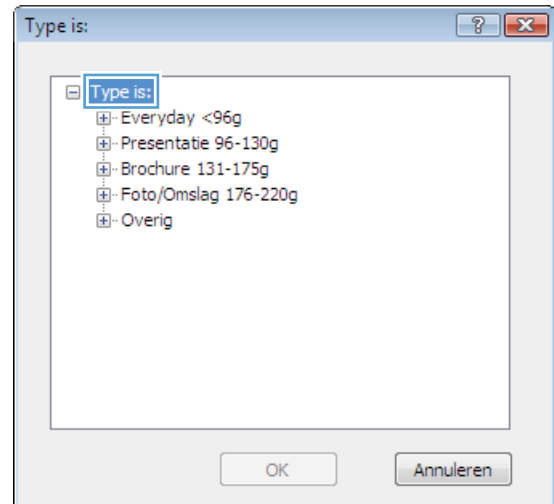 Type is:
Type is:
Everyday <96g
Presentatie 96-130g
Brochure 131-175g
Foto/Omslag 176-220g
Overig
OK Annuleren